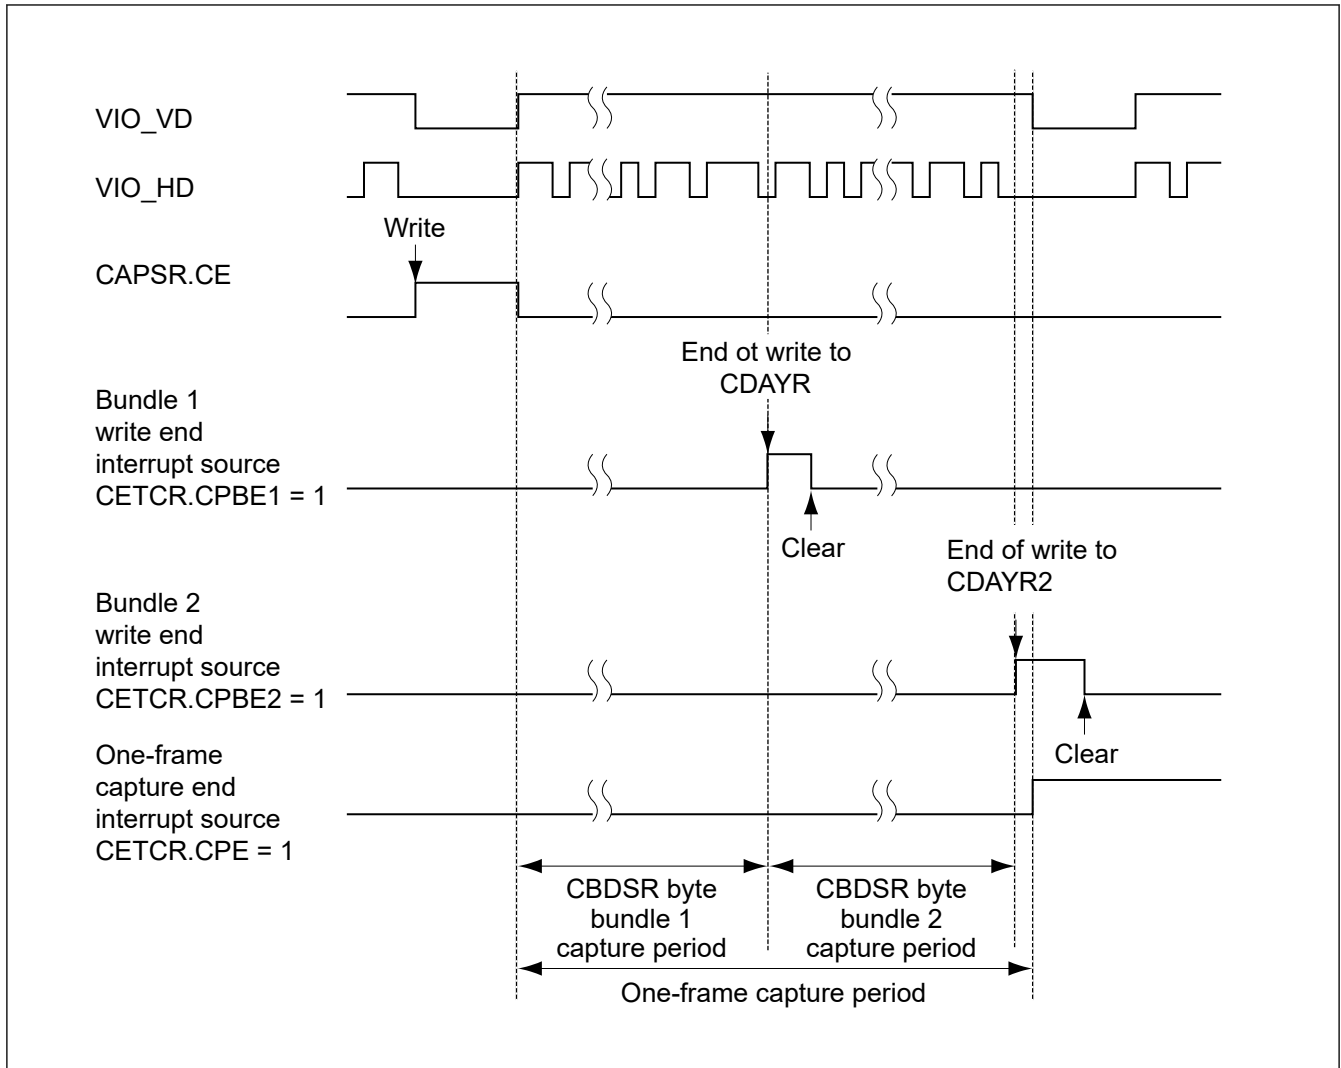 VIO_VD
VIO_HD
Write
CAPSR.CE
End ot write to
CDAYR
Bundle 1
write end
interrupt source
CETCR.CPBE1 = 1
Clear
End of write to
CDAYR2
Bundle 2
write end
interrupt source
CETCR.CPBE2 = 1
Clear
One-frame
capture end
interrupt source
CETCR.CPE = 1
CBDSR byte
bundle 1
capture period
CBDSR byte
bundle 2
capture period
One-frame capture period